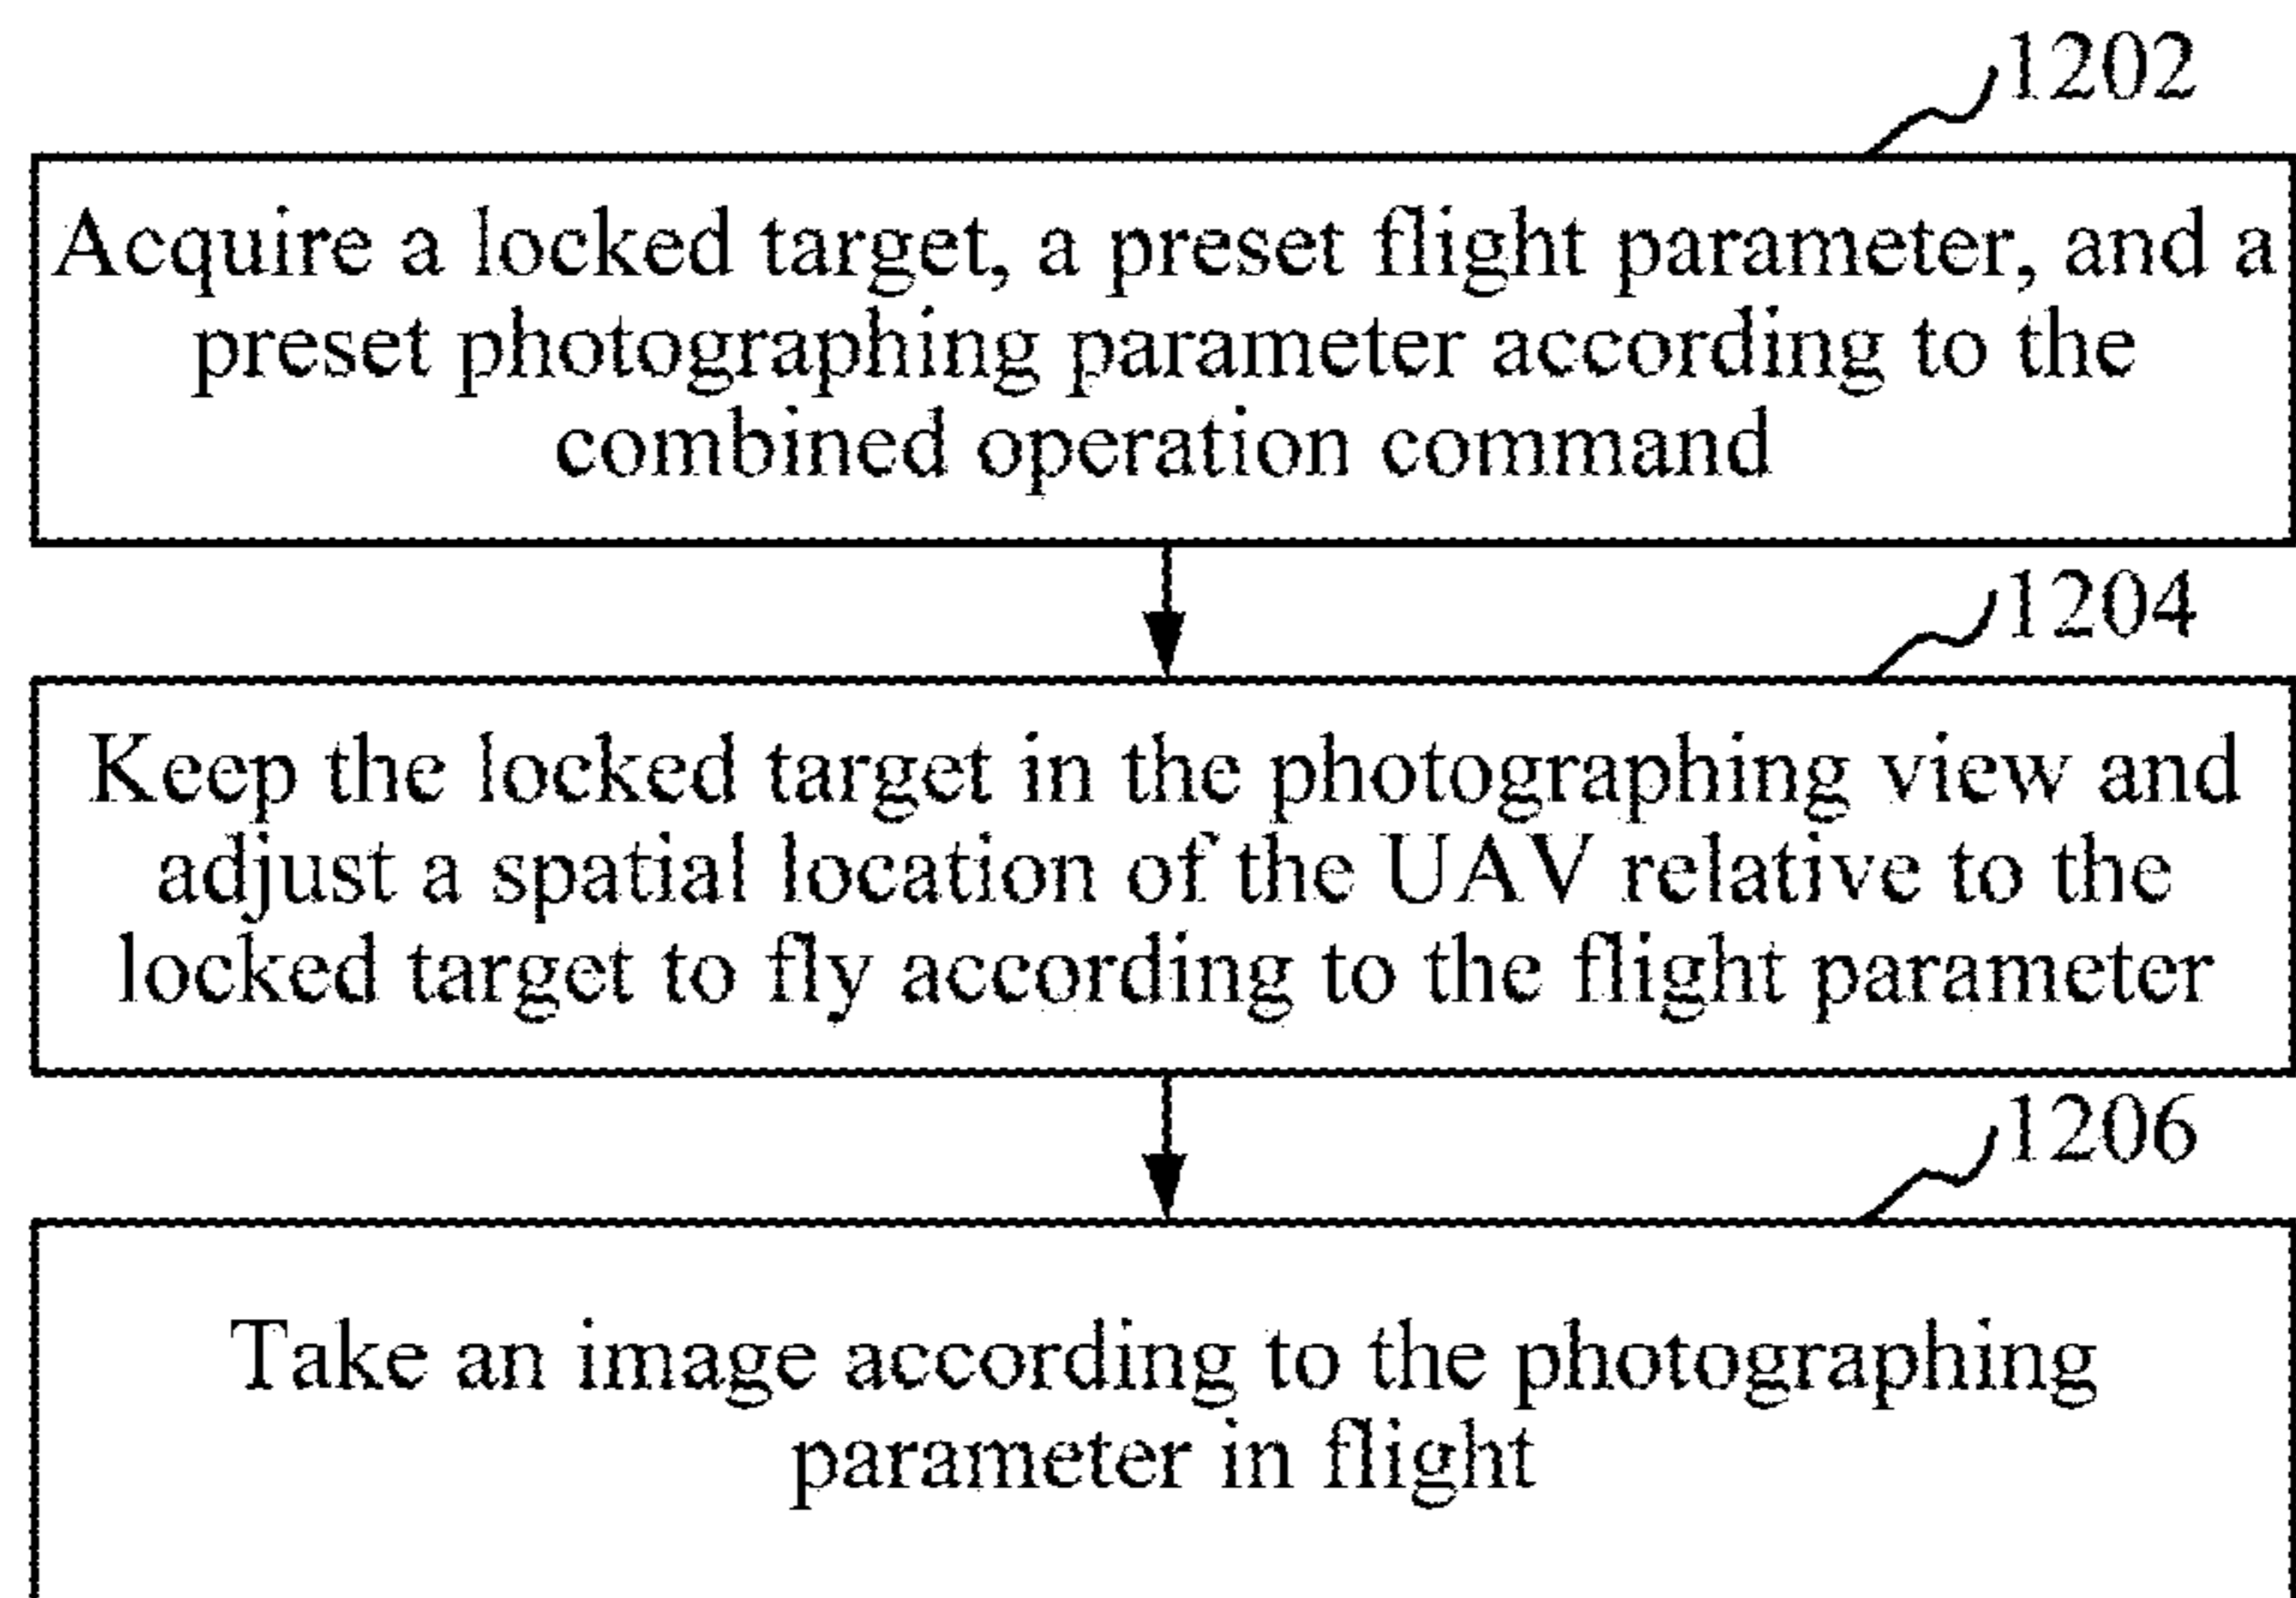 1202
Acquire a locked target, a preset flight parameter, and a
preset photographing parameter according to the
combined operation command
1204
Keep the locked target in the photographing view and
adjust a spatial location of the UAV relative to the
locked target to fly according to the flight parameter
1206
Take an image according to the photographing
parameter in flight